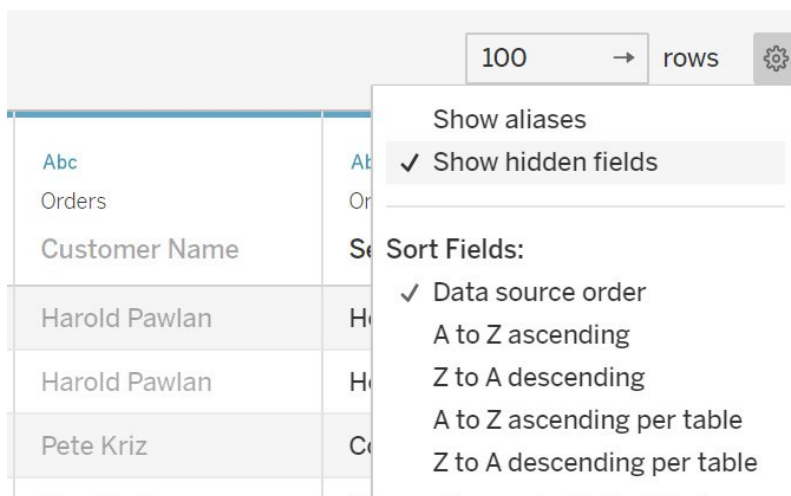 100 → rows
Show aliases
✓ Show hidden fields
Abc
Orders
Customer Name
Sort Fields:
✓ Data source order
Harold Pawlan
A to Z ascending
Harold Pawlan
Z to A descending
A to Z ascending per table
Pete Kriz
Z to A descending per table